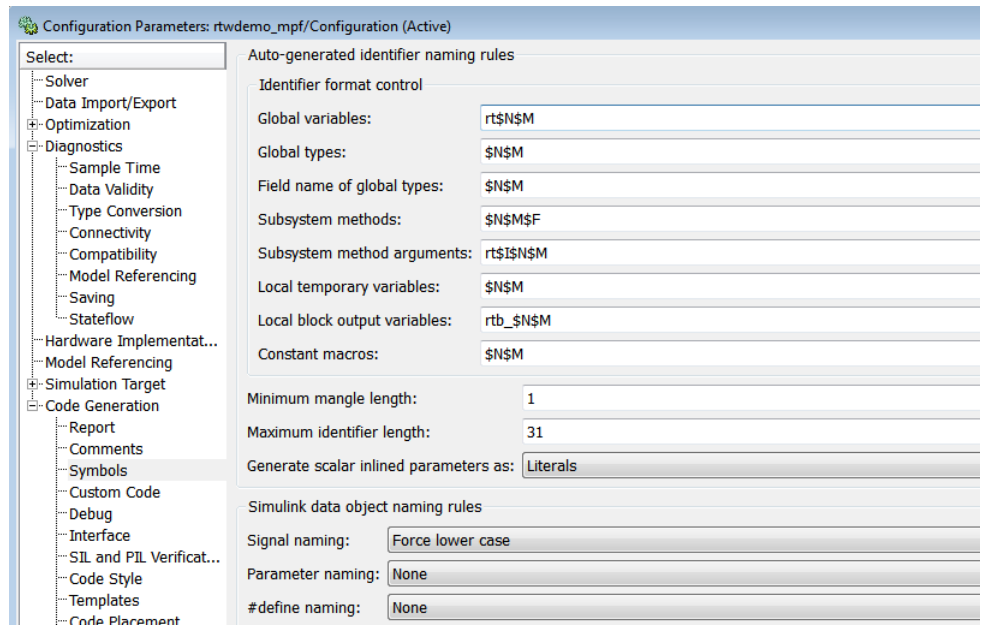 Configuration Parameters: rtwdemo_mpf/Configuration (Active)
Select:
Solver
Data Import/Export
Optimization
Diagnostics
Sample Time
Data Validity
Type Conversion
Connectivity
Compatibility
Model Referencing
Saving
Stateflow
Hardware Implementat...
Model Referencing
Simulation Target
Code Generation
Report
Comments
Symbols
Custom Code
Debug
Interface
SIL and PIL Verificat...
Code Style
Templates
Code Placement
Auto-generated identifier naming rules
Identifier format control
Global variables: rt$N$M
Global types: $N$M
Field name of global types: $N$M
Subsystem methods: $N$M$F
Subsystem method arguments: rt$I$N$M
Local temporary variables: $N$M
Local block output variables: rtb_$N$M
Constant macros: $N$M
Minimum mangle length: 1
Maximum identifier length: 31
Generate scalar inlined parameters as: Literals
Simulink data object naming rules
Signal naming: Force lower case
Parameter naming: None
#define naming: None